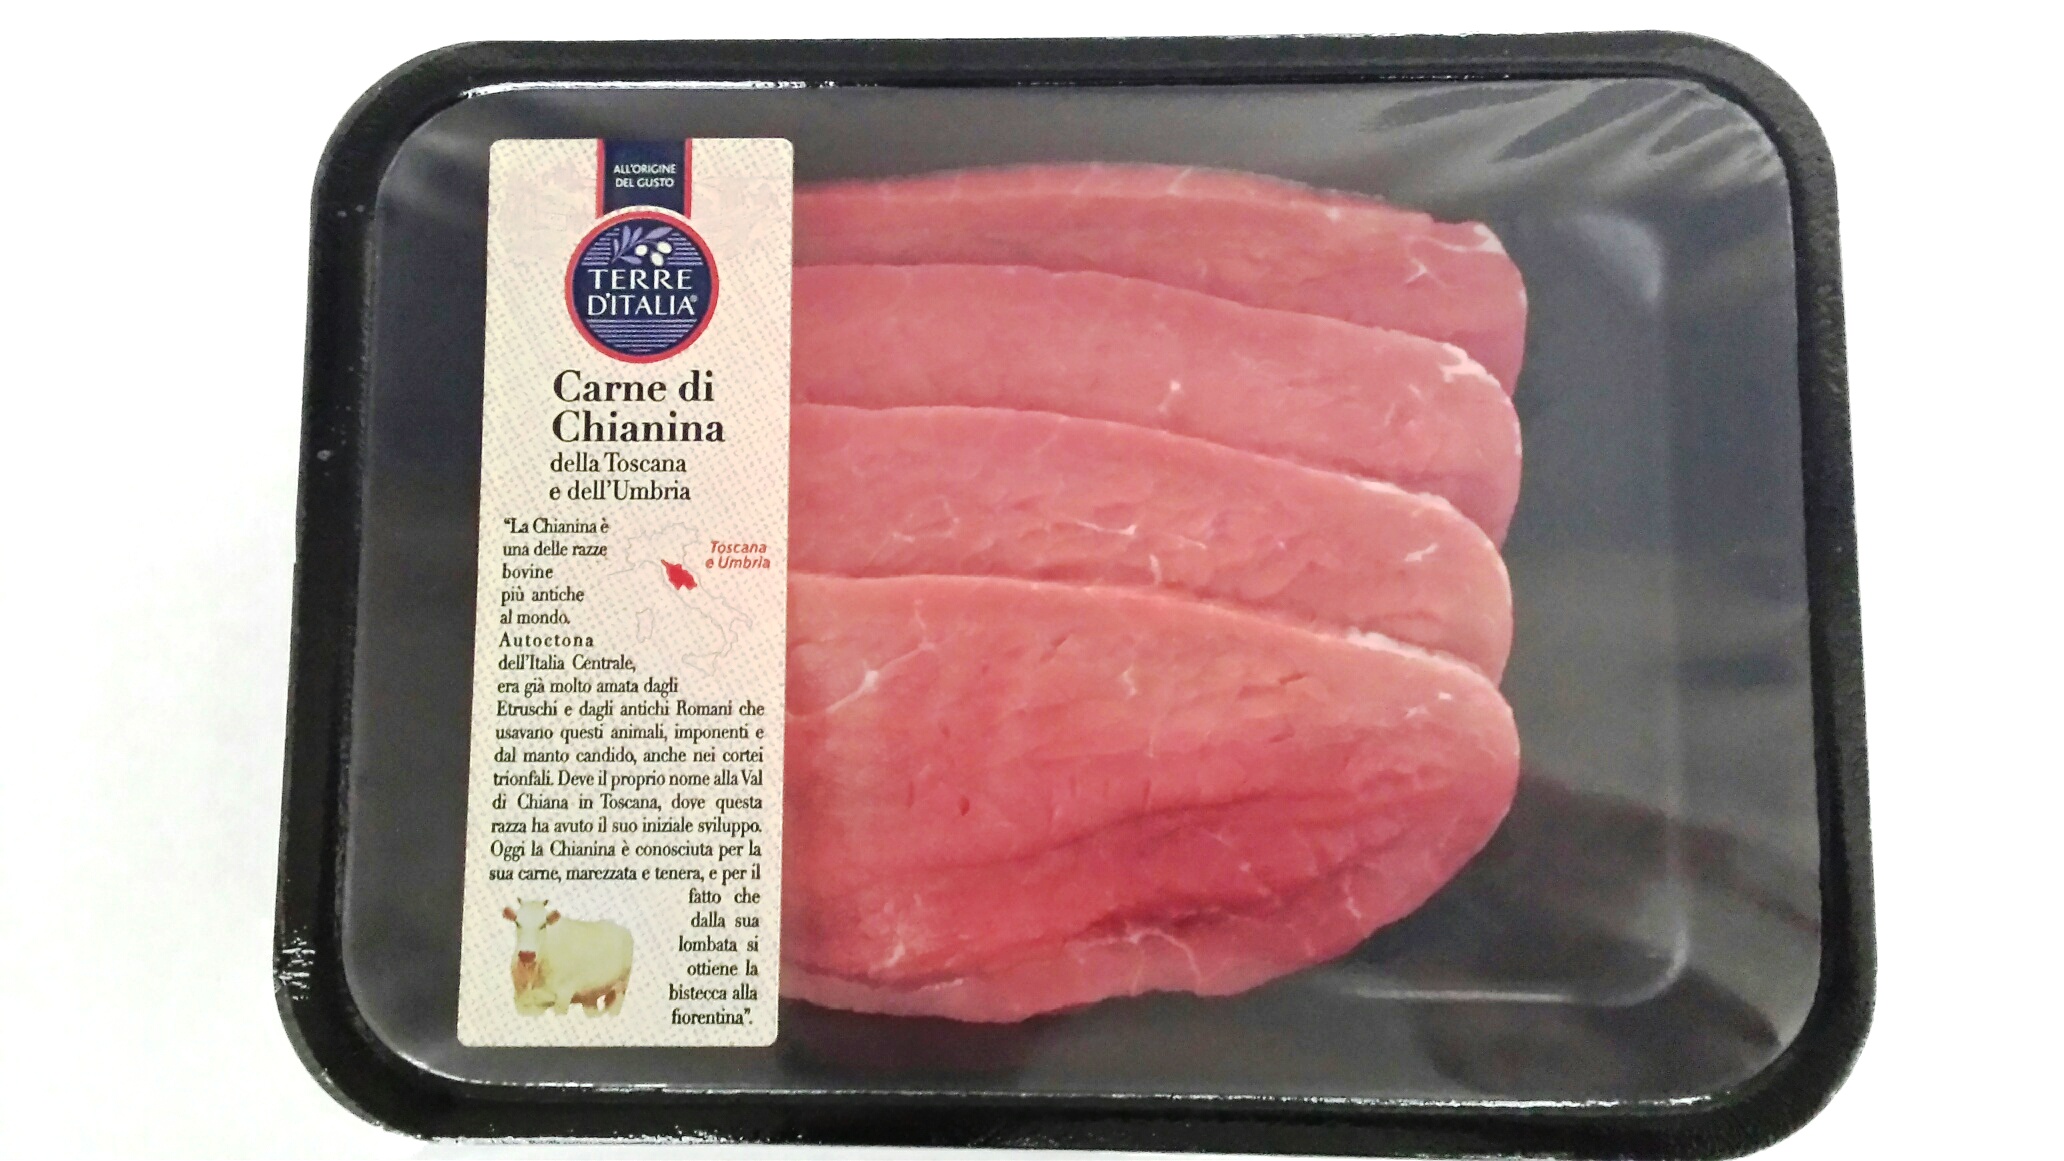 ALL'ORIGINE
DEL GUSTO
TERRE
D'ITALIA®
Carne di
Chianina
della Toscana
e dell'Umbria
"La Chianina è
una delle razze
bovine
più antiche
al mondo.
Autoctona
dell'Italia Centrale,
era già molto amata dagli
Etruschi e dagli antichi Romani che
usavano questi animali, imponenti e
dal manto candido, anche nei cortei
trionfali. Deve il proprio nome alla Val
di Chiana in Toscana, dove questa
razza ha avuto il suo iniziale sviluppo.
Oggi la Chianina è conosciuta per la
sua carne, marezzata e tenera, e per il
fatto che
dalla sua
lombata si
ottiene la
bistecca alla
fiorentina".
Toscana
e Umbria